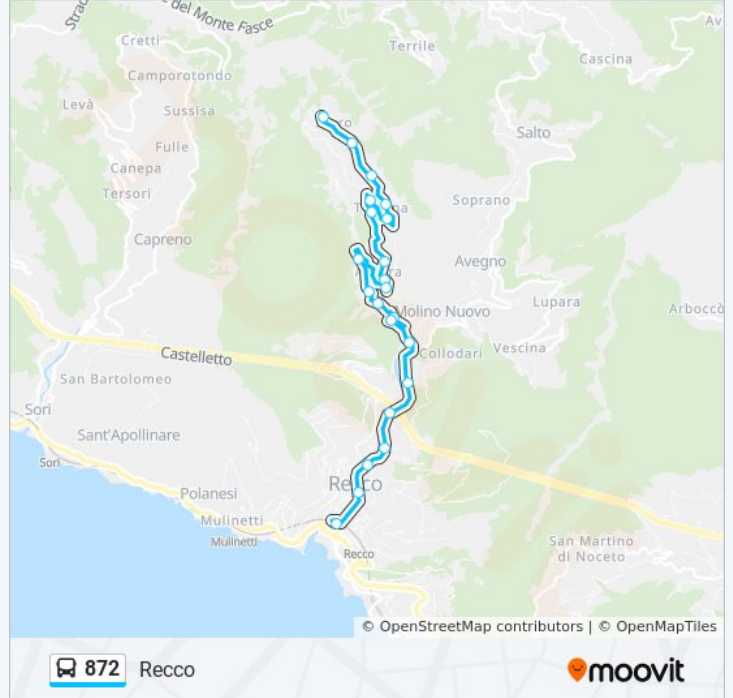 del Monte Fasce
Cretti
Terrile
Cascina
Camporotondo
Levà
Sussisa
Salto
Fulle
Canepa
Tersori
Soprano
Capreno
Avegno
Molino Nuovo
Lupara
Arboccò
Castelletto
Collodari
Vescina
San Bartolomeo
Sori
Sant'Apollinare
Sori
Polanesi
Mulinetti
Mulinetti
Recco
San Martino
di Noceto
© OpenStreetMap contributors | © OpenMapTiles
872 Recco
moovit